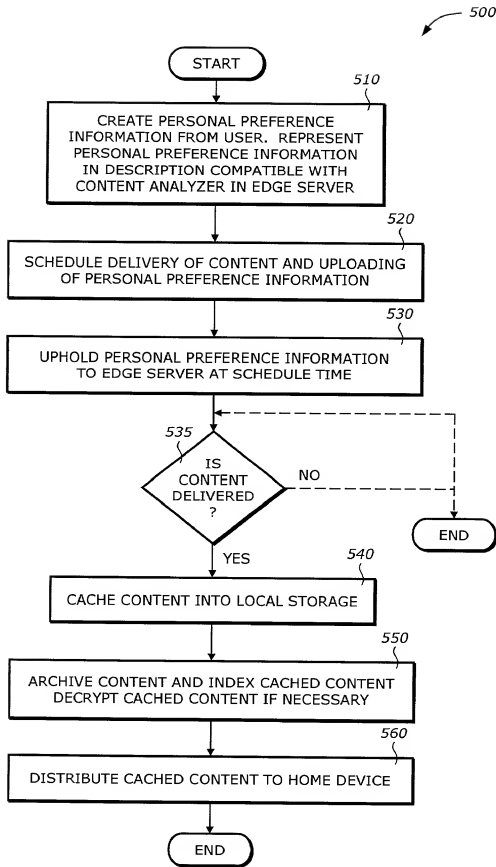 500
START
510
CREATE PERSONAL PREFERENCE
INFORMATION FROM USER. REPRESENT
PERSONAL PREFERENCE INFORMATION
IN DESCRIPTION COMPATIBLE WITH
CONTENT ANALYZER IN EDGE SERVER
520
SCHEDULE DELIVERY OF CONTENT AND UPLOADING
OF PERSONAL PREFERENCE INFORMATION
530
UPHOLD PERSONAL PREFERENCE INFORMATION
TO EDGE SERVER AT SCHEDULE TIME
535
IS
CONTENT
DELIVERED
?
NO
END
YES
540
CACHE CONTENT INTO LOCAL STORAGE
550
ARCHIVE CONTENT AND INDEX CACHED CONTENT
DECRYPT CACHED CONTENT IF NECESSARY
560
DISTRIBUTE CACHED CONTENT TO HOME DEVICE
END